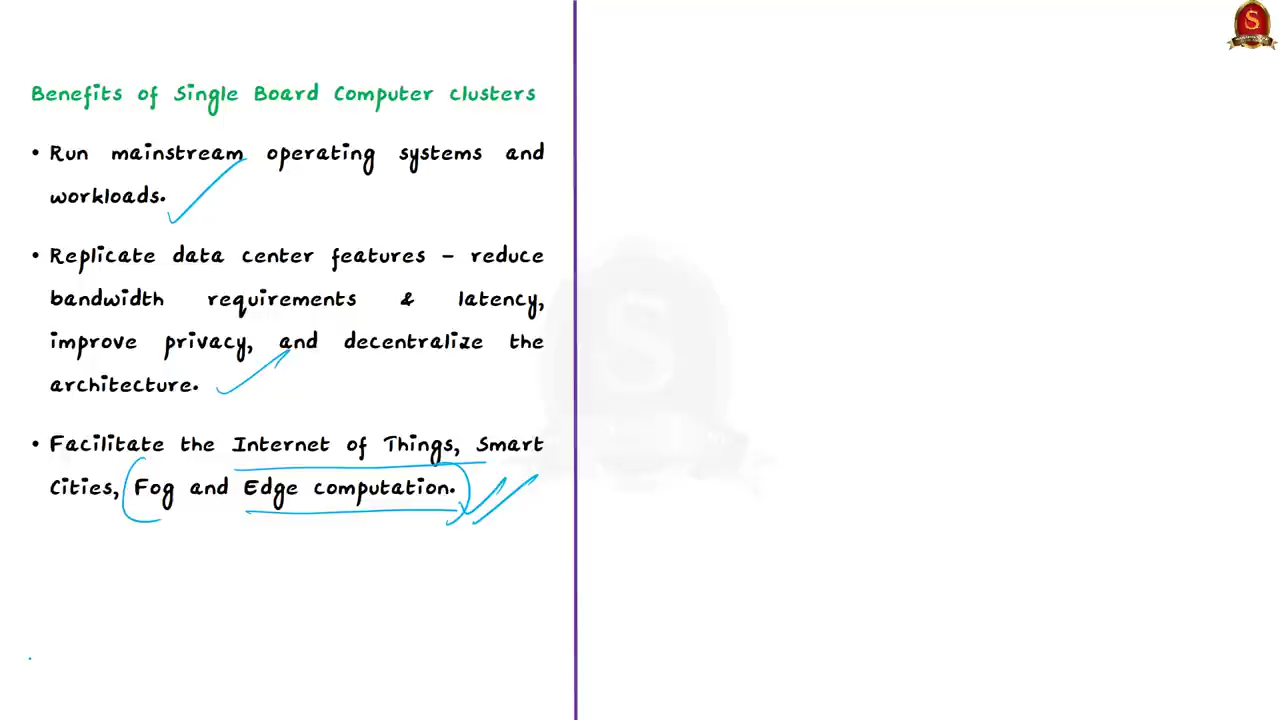 S
Benefits of Single Board Computer clusters
• Run mainstream operating systems and
workloads.
• Replicate data center features – reduce
bandwidth requirements & latency,
improve privacy, and decentralize the
architecture.
• Facilitate the Internet of Things, Smart
Cities, Fog and Edge computation.
S